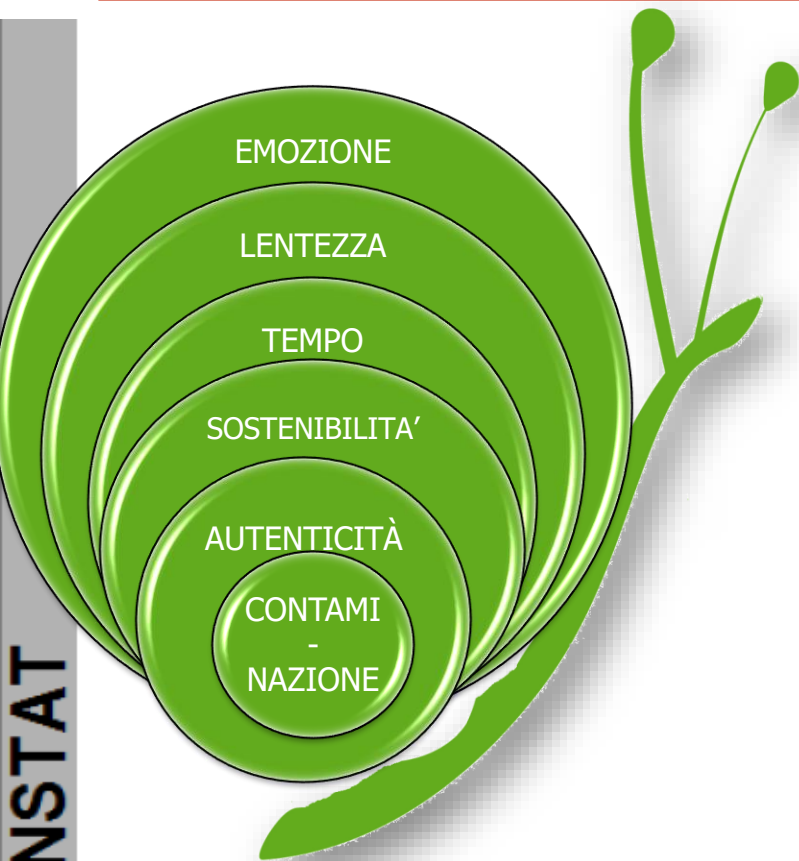 EMOZIONE
LENTEZZA
TEMPO
SOSTENIBILITA’
AUTENTICITÀ
CONTAMI
-
NAZIONE
NSTAT